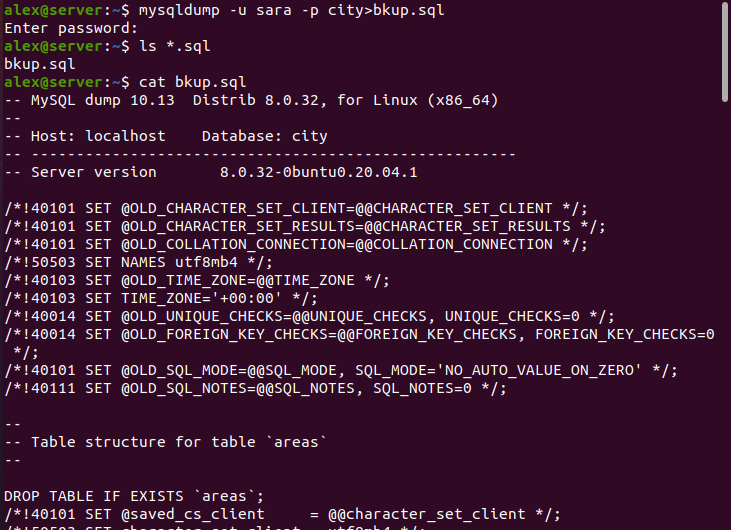 alex@server:~$ mysqldump -u sara -p city>bkup.sql
Enter password:
alex@server:~$ ls *.sql
bkup.sql
alex@server:~$ cat bkup.sql
-- MySQL dump 10.13  Distrib 8.0.32, for Linux (x86_64)
--
-- Host: localhost    Database: city
-- ------------------------------------------------------
-- Server version       8.0.32-0buntu0.20.04.1

/*!40101 SET @OLD_CHARACTER_SET_CLIENT=@@CHARACTER_SET_CLIENT */;
/*!40101 SET @OLD_CHARACTER_SET_RESULTS=@@CHARACTER_SET_RESULTS */;
/*!40101 SET @OLD_COLLATION_CONNECTION=@@COLLATION_CONNECTION */;
/*!50503 SET NAMES utf8mb4 */;
/*!40103 SET @OLD_TIME_ZONE=@@TIME_ZONE */;
/*!40103 SET TIME_ZONE='+00:00' */;
/*!40014 SET @OLD_UNIQUE_CHECKS=@@UNIQUE_CHECKS, UNIQUE_CHECKS=0 */;
/*!40014 SET @OLD_FOREIGN_KEY_CHECKS=@@FOREIGN_KEY_CHECKS, FOREIGN_KEY_CHECKS=0
 */;
/*!40101 SET @OLD_SQL_MODE=@@SQL_MODE, SQL_MODE='NO_AUTO_VALUE_ON_ZERO' */;
/*!40111 SET @OLD_SQL_NOTES=@@SQL_NOTES, SQL_NOTES=0 */;

--
-- Table structure for table `areas`
--

DROP TABLE IF EXISTS `areas`;
/*!40101 SET @saved_cs_client     = @@character_set_client */;